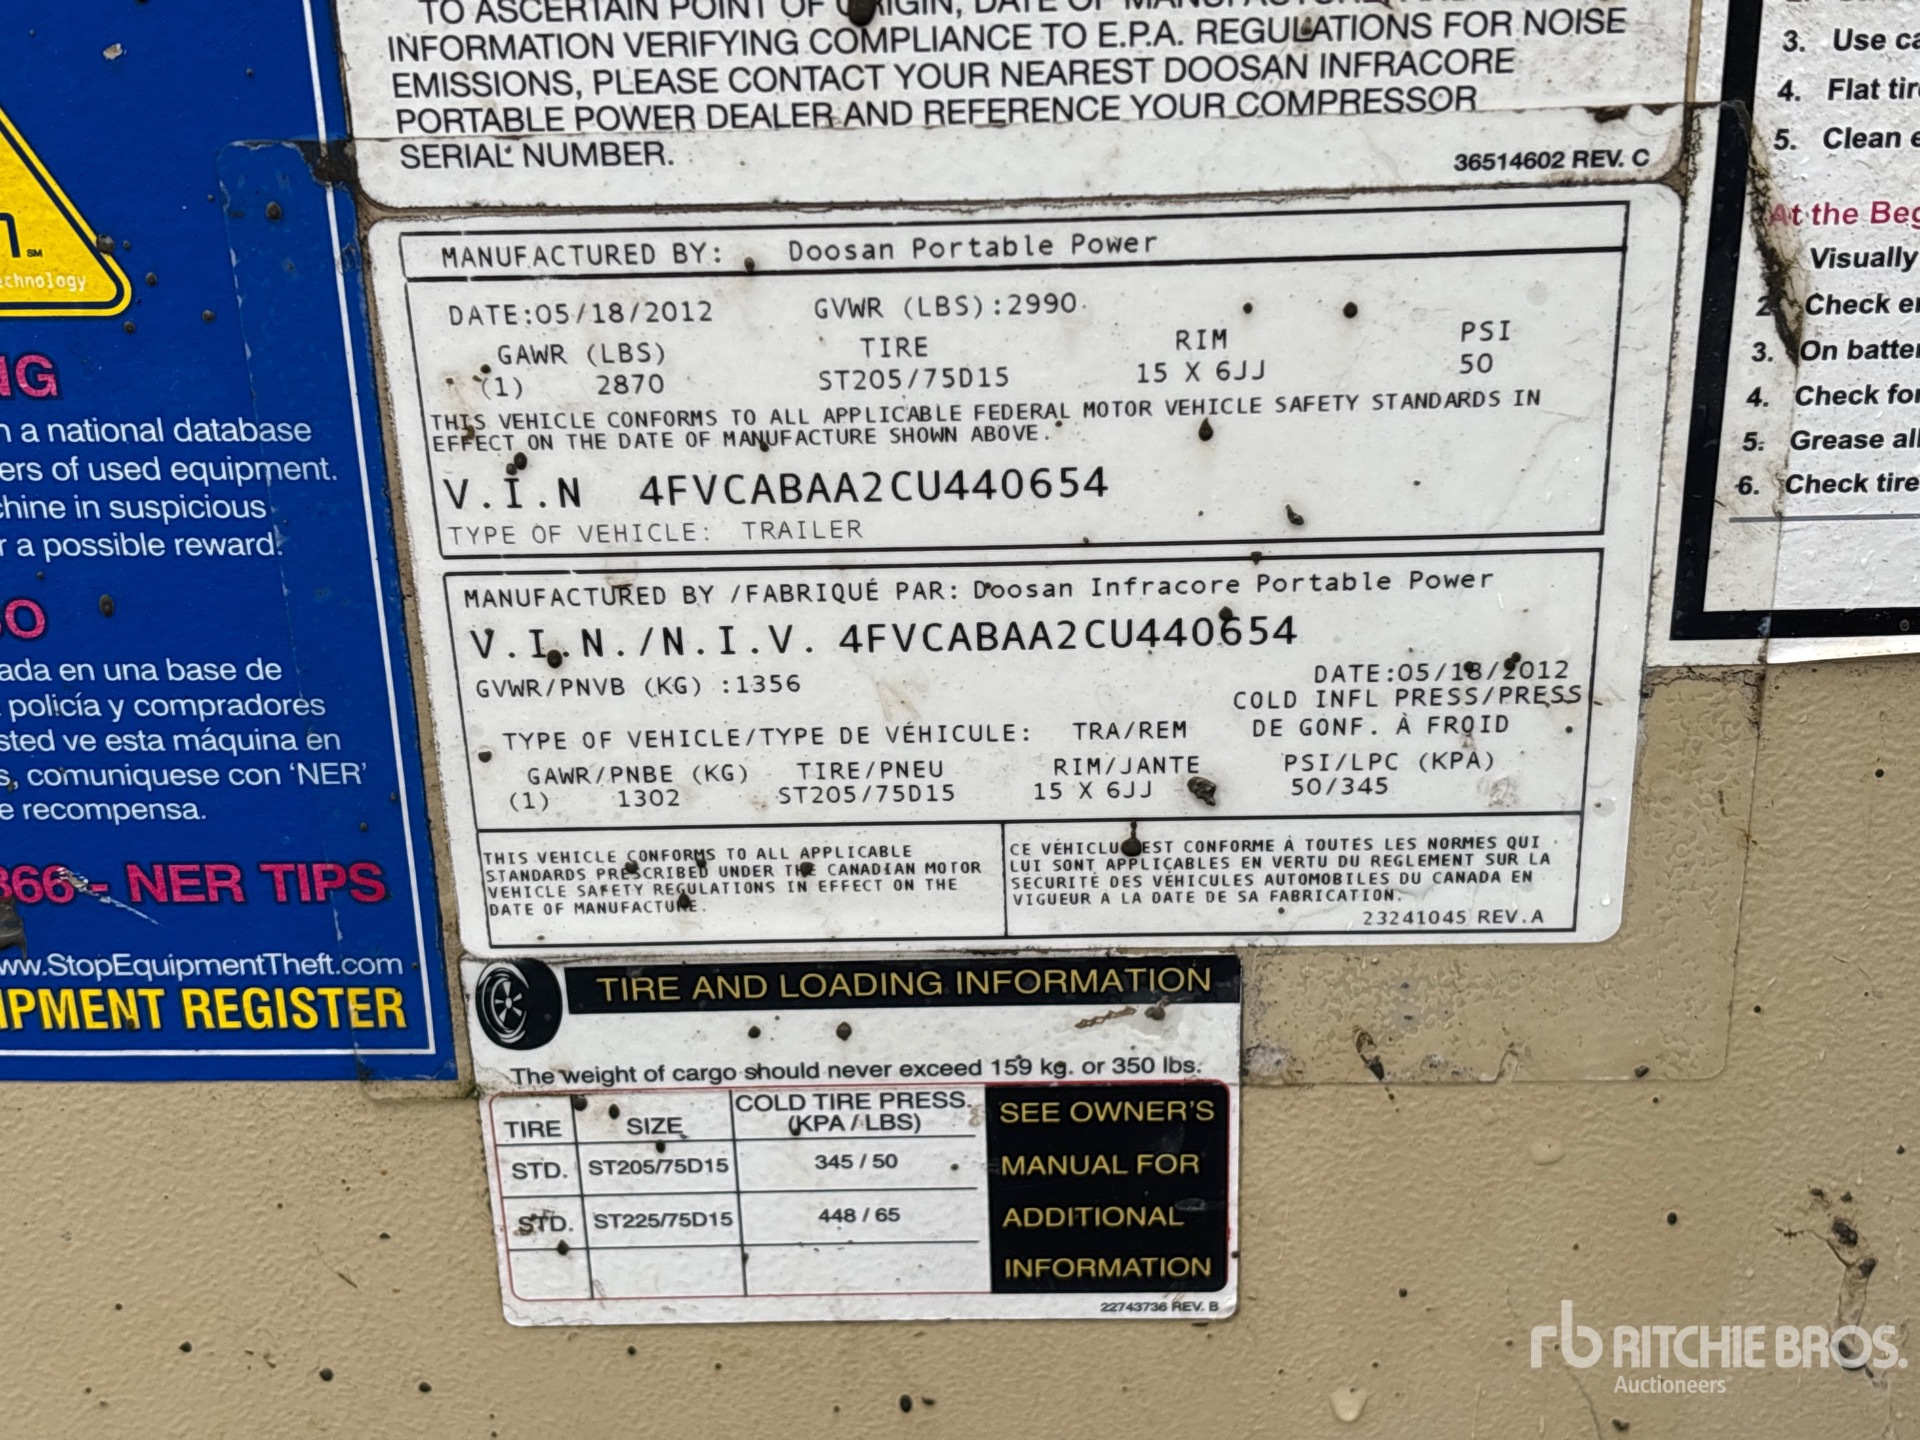 TO ASCERTAIN POINT OF ORIGIN, DATE OF
INFORMATION VERIFYING COMPLIANCE TO E.P.A. REGULATIONS FOR NOISE
EMISSIONS, PLEASE CONTACT YOUR NEAREST DOOSAN INFRACORE
PORTABLE POWER DEALER AND REFERENCE YOUR COMPRESSOR
SERIAL NUMBER.
36514602 REV. C
MANUFACTURED BY: Doosan Portable Power
DATE:05/18/2012 GVWR (LBS):2990
GAWR (LBS) TIRE RIM PSI
(1) 2870 ST205/75D15 15 X 6JJ 50
THIS VEHICLE CONFORMS TO ALL APPLICABLE FEDERAL MOTOR VEHICLE SAFETY STANDARDS IN
EFFECT ON THE DATE OF MANUFACTURE SHOWN ABOVE.
V.I.N 4FVCABAA2CU440654
TYPE OF VEHICLE: TRAILER
MANUFACTURED BY /FABRIQUÉ PAR: Doosan Infracore Portable Power
V.I.N./N.I.V. 4FVCABAA2CU440654
GVWR/PNVB (KG) :1356 DATE:05/18/2012
COLD INFL PRESS/PRESS
TYPE OF VEHICLE/TYPE DE VÉHICULE: TRA/REM DE GONF. À FROID
GAWR/PNBE (KG) TIRE/PNEU RIM/JANTE PSI/LPC (KPA)
(1) 1302 ST205/75D15 15 X 6JJ 50/345
THIS VEHICLE CONFORMS TO ALL APPLICABLE
STANDARDS PRESCRIBED UNDER THE CANADIAN MOTOR
VEHICLE SAFETY REGULATIONS IN EFFECT ON THE
DATE OF MANUFACTURE.
CE VÉHICLU EST CONFORME À TOUTES LES NORMES QUI
LUI SONT APPLICABLES EN VERTU DU REGLEMENT SUR LA
SÉCURITÉ DES VÉHICULES AUTOMOBILES DU CANADA EN
VIGUEUR A LA DATE DE SA FABRICATION.
23241045 REV.A
TIRE AND LOADING INFORMATION
The weight of cargo should never exceed 159 kg. or 350 lbs.
TIRE SIZE COLD TIRE PRESS.
(KPA / LBS)
STD. ST205/75D15 345 / 50
STD. ST225/75D15 448 / 65
SEE OWNER'S
MANUAL FOR
ADDITIONAL
INFORMATION
22743736 REV. B
SM
a national database
of used equipment.
in suspicious
a possible reward.
en una base de
policía y compradores
ve esta máquina en
comuniquese con 'NER'
recompensa.
866 - NER TIPS
www.StopEquipmentTheft.com
REGISTER
3. Use
4. Flat
5. Clean
At the
Visually
2. Check
3. On
4. Check for
5. Grease all
6. Check tire
rb RITCHIE BROS.
Auctioneers